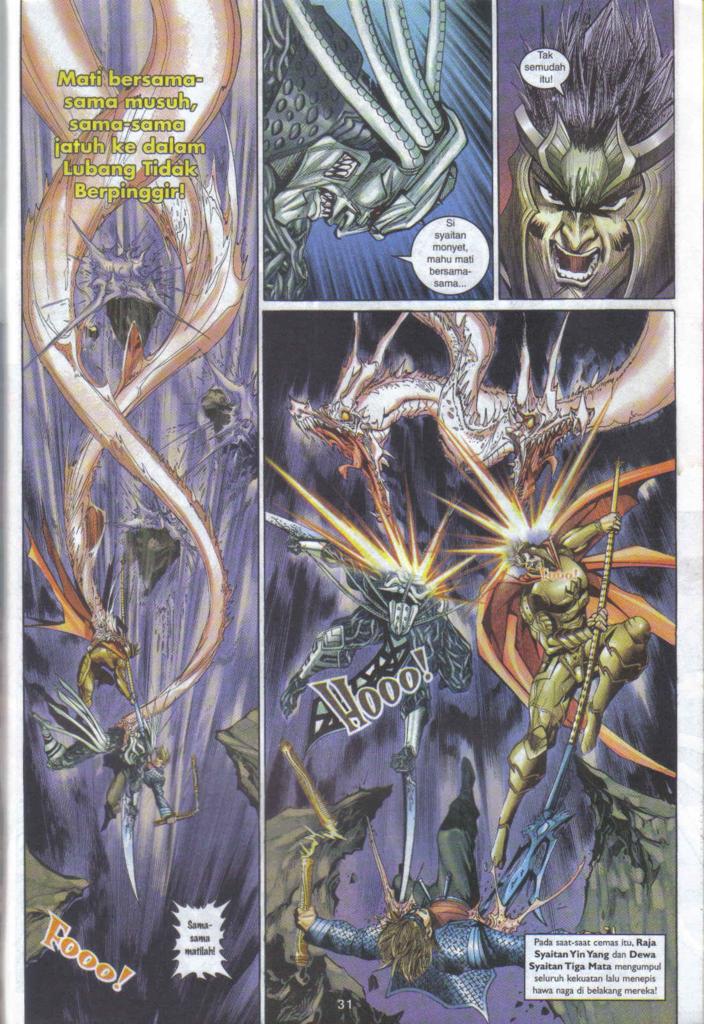 Mati bersama-
sama musuh,
sama-sama
jatuh ke dalam
Lubang Tidak
Berpinggir!
Si
syaitan
monyet,
mahu mati
bersama-
sama...
Tak
semudah
itu!
Fooo!
Sama-
sama
matilah!
Hooo!
Hooo!
Pada saat-saat cemas itu, Raja
Syaitan Yin Yang dan Dewa
Syaitan Tiga Mata mengumpul
seluruh kekuatan lalu menepis
hawa naga di belakang mereka!
31